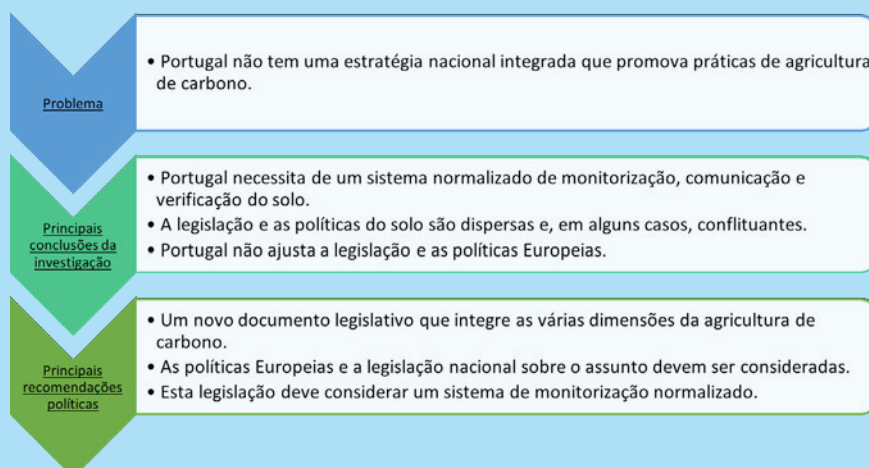 Problema
• Portugal não tem uma estratégia nacional integrada que promova práticas de agricultura
de carbono.
Principais
conclusões da
investigação
• Portugal necessita de um sistema normalizado de monitorização, comunicação e
verificação do solo.
• A legislação e as políticas do solo são dispersas e, em alguns casos, conflituantes.
• Portugal não ajusta a legislação e as políticas Europeias.
Principais
recomendações
políticas
• Um novo documento legislativo que integre as várias dimensões da agricultura de
carbono.
• As políticas Europeias e a legislação nacional sobre o assunto devem ser consideradas.
• Esta legislação deve considerar um sistema de monitorização normalizado.